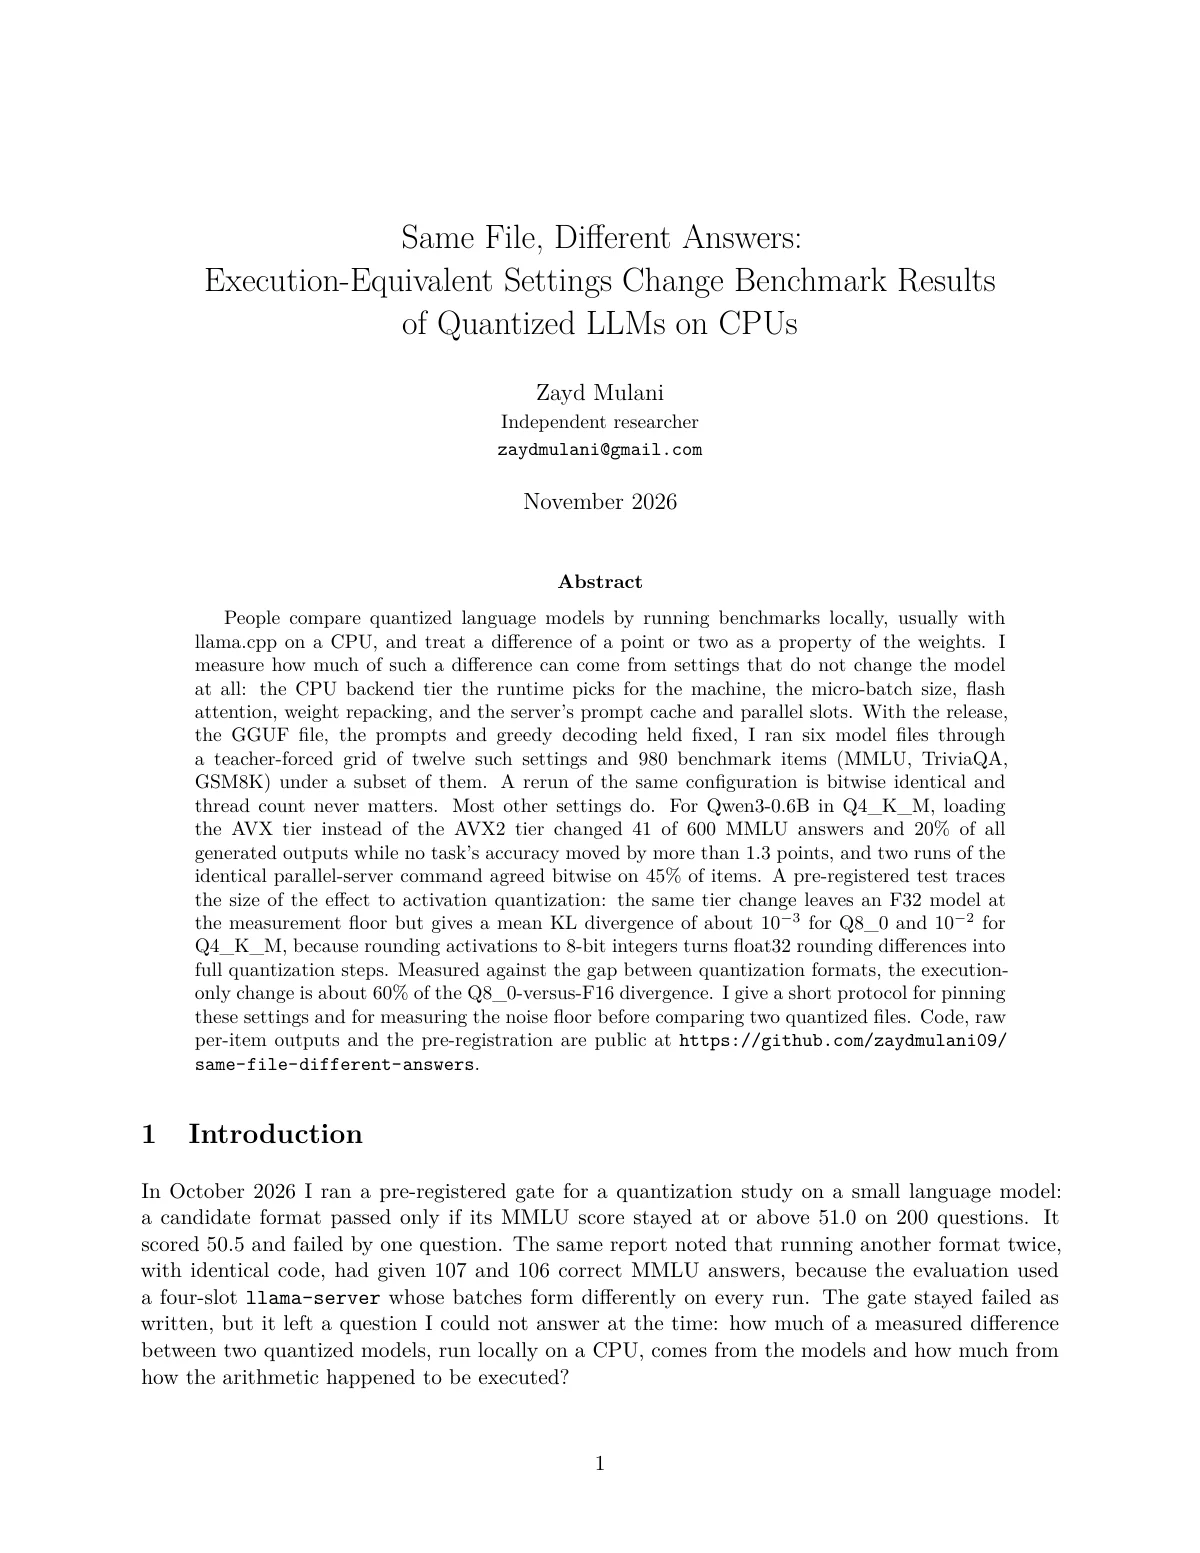 Same File, Different Answers:
Execution-Equivalent Settings Change Benchmark Results
of Quantized LLMs on CPUs
Zayd Mulani
Independent researcher
zaydmulani@gmail.com
November 2026
Abstract
People compare quantized language models by running benchmarks locally, usually with
llama.cpp on a CPU, and treat a difference of a point or two as a property of the weights. I
measure how much of such a difference can come from settings that do not change the model
at all: the CPU backend tier the runtime picks for the machine, the micro-batch size, flash
attention, weight repacking, and the server's prompt cache and parallel slots. With the release,
the GGUF file, the prompts and greedy decoding held fixed, I ran six model files through
a teacher-forced grid of twelve such settings and 980 benchmark items (MMLU, TriviaQA,
GSM8K) under a subset of them. A rerun of the same configuration is bitwise identical and
thread count never matters. Most other settings do. For Qwen3-0.6B in Q4_K_M, loading
the AVX tier instead of the AVX2 tier changed 41 of 600 MMLU answers and 20% of all
generated outputs while no task's accuracy moved by more than 1.3 points, and two runs of the
identical parallel-server command agreed bitwise on 45% of items. A pre-registered test traces
the size of the effect to activation quantization: the same tier change leaves an F32 model at
the measurement floor but gives a mean KL divergence of about 10⁻³ for Q8_0 and 10⁻² for
Q4_K_M, because rounding activations to 8-bit integers turns float32 rounding differences into
full quantization steps. Measured against the gap between quantization formats, the execution-
only change is about 60% of the Q8_0-versus-F16 divergence. I give a short protocol for pinning
these settings and for measuring the noise floor before comparing two quantized files. Code, raw
per-item outputs and the pre-registration are public at https://github.com/zaydmulani09/
same-file-different-answers.
1 Introduction
In October 2026 I ran a pre-registered gate for a quantization study on a small language model:
a candidate format passed only if its MMLU score stayed at or above 51.0 on 200 questions. It
scored 50.5 and failed by one question. The same report noted that running another format twice,
with identical code, had given 107 and 106 correct MMLU answers, because the evaluation used
a four-slot llama-server whose batches form differently on every run. The gate stayed failed as
written, but it left a question I could not answer at the time: how much of a measured difference
between two quantized models, run locally on a CPU, comes from the models and how much from
how the arithmetic happened to be executed?
1